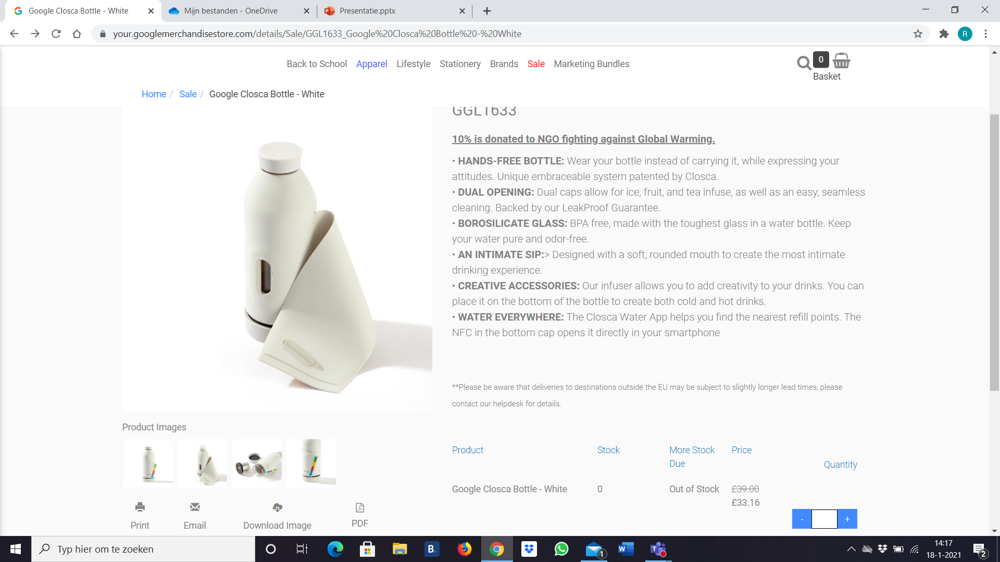 Google Closca Bottle - White
Mijn bestanden - OneDrive
Presentatie.pptx
your.googlemerchandisestore.com/details/Sale/GGL1633_Google%20Closca%20Bottle%20-%20White
R
Back to School Apparel Lifestyle Stationery Brands Sale Marketing Bundles
0
Basket
Home / Sale / Google Closca Bottle - White
GGL1633
10% is donated to NGO fighting against Global Warming.
• HANDS-FREE BOTTLE: Wear your bottle instead of carrying it, while expressing your
attitudes. Unique embraceable system patented by Closca.
• DUAL OPENING: Dual caps allow for ice, fruit, and tea infuse, as well as an easy, seamless
cleaning. Backed by our LeakProof Guarantee.
• BOROSILICATE GLASS: BPA free, made with the toughest glass in a water bottle. Keep
your water pure and odor-free.
• AN INTIMATE SIP:> Designed with a soft, rounded mouth to create the most intimate
drinking experience.
• CREATIVE ACCESSORIES: Our infuser allows you to add creativity to your drinks. You can
place it on the bottom of the bottle to create both cold and hot drinks.
• WATER EVERYWHERE: The Closca Water App helps you find the nearest refill points. The
NFC in the bottom cap opens it directly in your smartphone
**Please be aware that deliveries to destinations outside the EU may be subject to slightly longer lead times, please
contact our helpdesk for details.
Product Images
Print Email Download Image PDF
Product Stock More Stock Price
Due
Quantity
Google Closca Bottle - White 0 Out of Stock £39.00
£33.16
- +
Typ hier om te zoeken
B.
1
14:17
18-1-2021
2